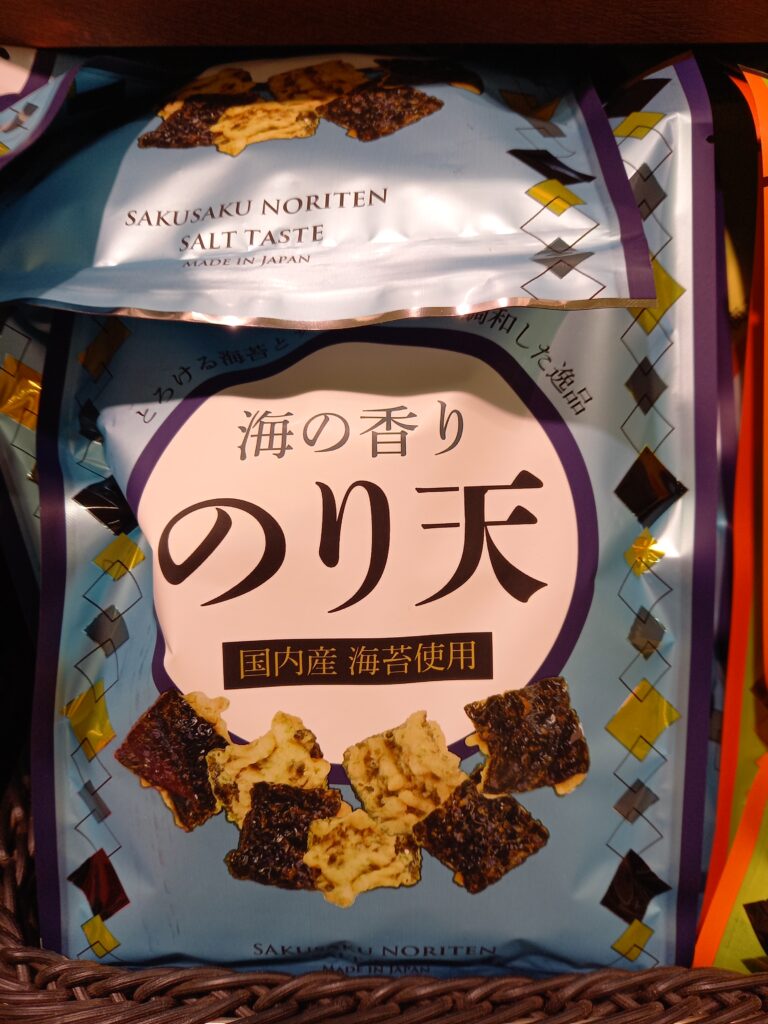 SAKUSAKU NORITEN
SALT TASTE
MADE IN JAPAN
とろける海苔と
調和した逸品
海の香り
のり天
国内産 海苔使用
SAKUSAKU NORITEN
MADE IN JAPAN